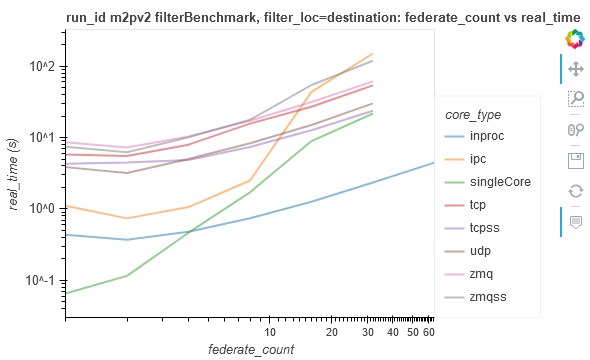 run_id m2pv2 filterBenchmark, filter_loc=destination: federate_count vs real_time
real_time (s)
10^2
10^1
10^0
10^-1
10
20
30
40
50
60
federate_count
core_type
inproc
ipc
singleCore
tcp
tcpss
udp
zmq
zmqss